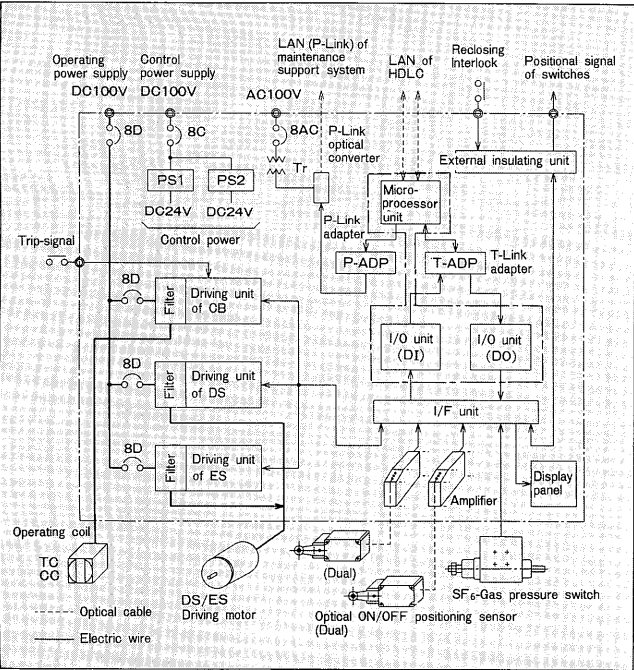 Operating
power supply
DC100V
Control
power supply
DC100V
AC100V
LAN (P-Link) of
maintenance
support system
LAN of
HDLC
Reclosing
Interlock
Positional signal
of switches
8D
8C
8AC
P-Link
optical
converter
External insulating unit
Tr
PS1
PS2
DC24V
DC24V
Control power
Micro-
processor
unit
P-Link
adapter
P-ADP
T-ADP
T-Link
adapter
Trip-signal
8D
Filter
Driving unit
of CB
I/O unit
(DI)
I/O unit
(DO)
8D
Filter
Driving unit
of DS
I/F unit
8D
Filter
Driving unit
of ES
Amplifier
Display
panel
Operating coil
TC
CC
DS/ES
Driving motor
(Dual)
Optical ON/OFF positioning sensor
(Dual)
SF6-Gas pressure switch
Optical cable
Electric wire